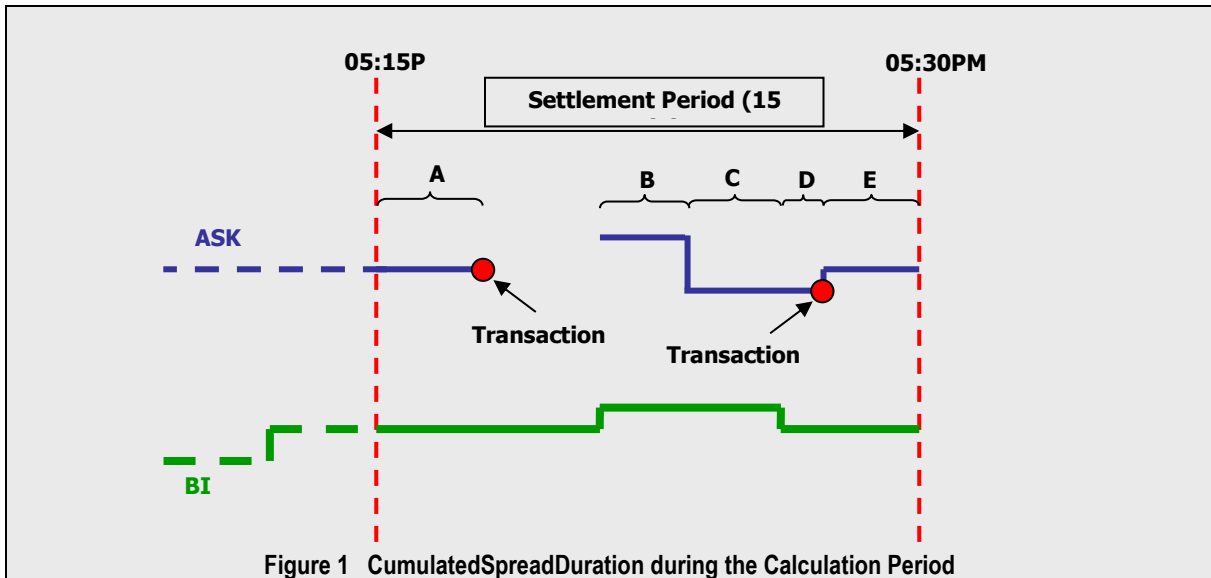 05:15P
05:30PM
Settlement Period (15
A
B
C
D
E
ASK
Transaction
Transaction
BI
Figure 1 CumulatedSpreadDuration during the Calculation Period